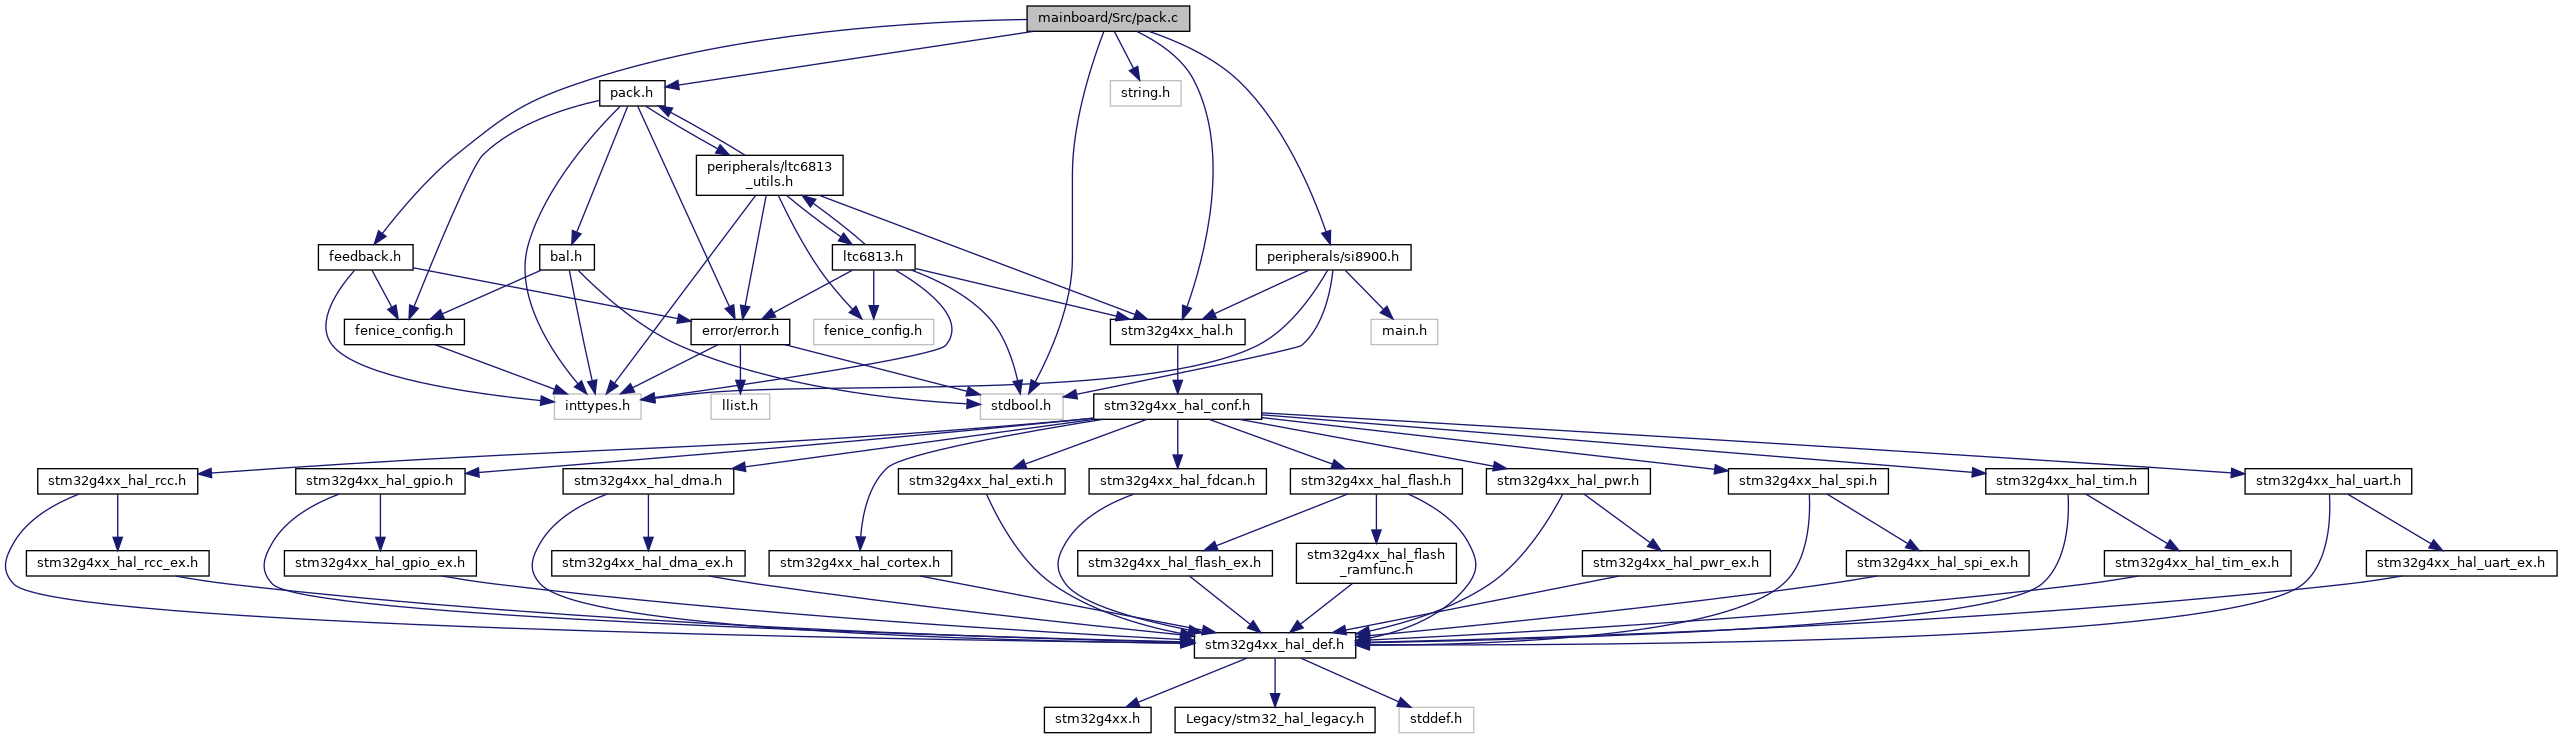 mainboard/Src/pack.c
pack.h
string.h
peripherals/ltc6813
_utils.h
feedback.h
bal.h
ltc6813.h
peripherals/si8900.h
fenice_config.h
error/error.h
fenice_config.h
stm32g4xx_hal.h
main.h
inttypes.h
llist.h
stdbool.h
stm32g4xx_hal_conf.h
stm32g4xx_hal_rcc.h
stm32g4xx_hal_gpio.h
stm32g4xx_hal_dma.h
stm32g4xx_hal_exti.h
stm32g4xx_hal_fdcan.h
stm32g4xx_hal_flash.h
stm32g4xx_hal_pwr.h
stm32g4xx_hal_spi.h
stm32g4xx_hal_tim.h
stm32g4xx_hal_uart.h
stm32g4xx_hal_rcc_ex.h
stm32g4xx_hal_gpio_ex.h
stm32g4xx_hal_dma_ex.h
stm32g4xx_hal_cortex.h
stm32g4xx_hal_flash_ex.h
stm32g4xx_hal_flash
_ramfunc.h
stm32g4xx_hal_pwr_ex.h
stm32g4xx_hal_spi_ex.h
stm32g4xx_hal_tim_ex.h
stm32g4xx_hal_uart_ex.h
stm32g4xx_hal_def.h
stm32g4xx.h
Legacy/stm32_hal_legacy.h
stddef.h